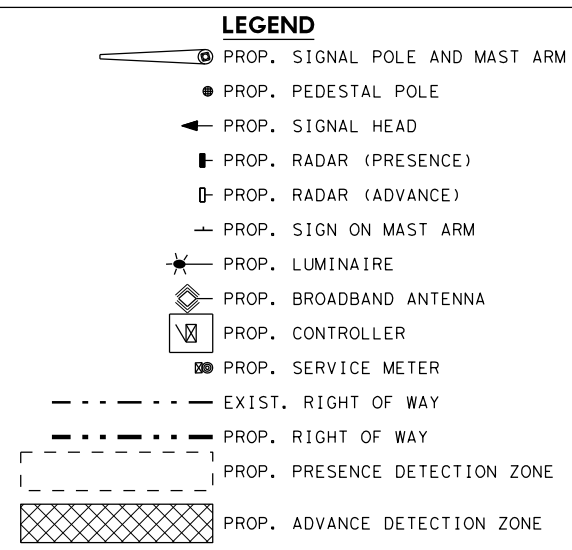 LEGEND
PROP. SIGNAL POLE AND MAST ARM
PROP. PEDESTAL POLE
PROP. SIGNAL HEAD
PROP. RADAR (PRESENCE)
PROP. RADAR (ADVANCE)
PROP. SIGN ON MAST ARM
PROP. LUMINAIRE
PROP. BROADBAND ANTENNA
PROP. CONTROLLER
PROP. SERVICE METER
EXIST. RIGHT OF WAY
PROP. RIGHT OF WAY
PROP. PRESENCE DETECTION ZONE
PROP. ADVANCE DETECTION ZONE